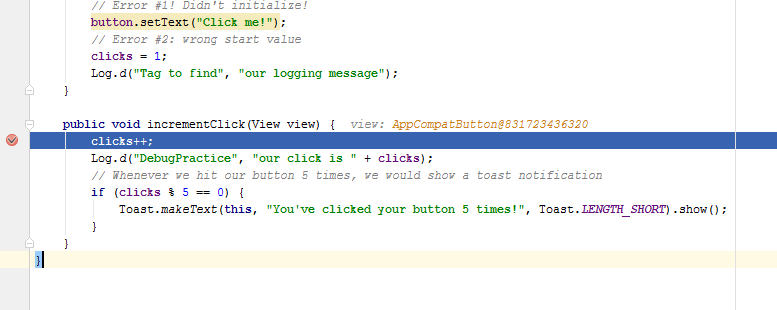 // Error #1! Didn't initialize!
button.setText("Click me!");
// Error #2: wrong start value
clicks = 1;
Log.d("Tag to find", "our logging message");
}
public void incrementClick(View view) {  view: AppCompatButton@831723436320
clicks++;
Log.d("DebugPractice", "our click is " + clicks);
// Whenever we hit our button 5 times, we would show a toast notification
if (clicks % 5 == 0) {
Toast.makeText(this, "You've clicked your button 5 times!", Toast.LENGTH_SHORT).show();
}
}
}